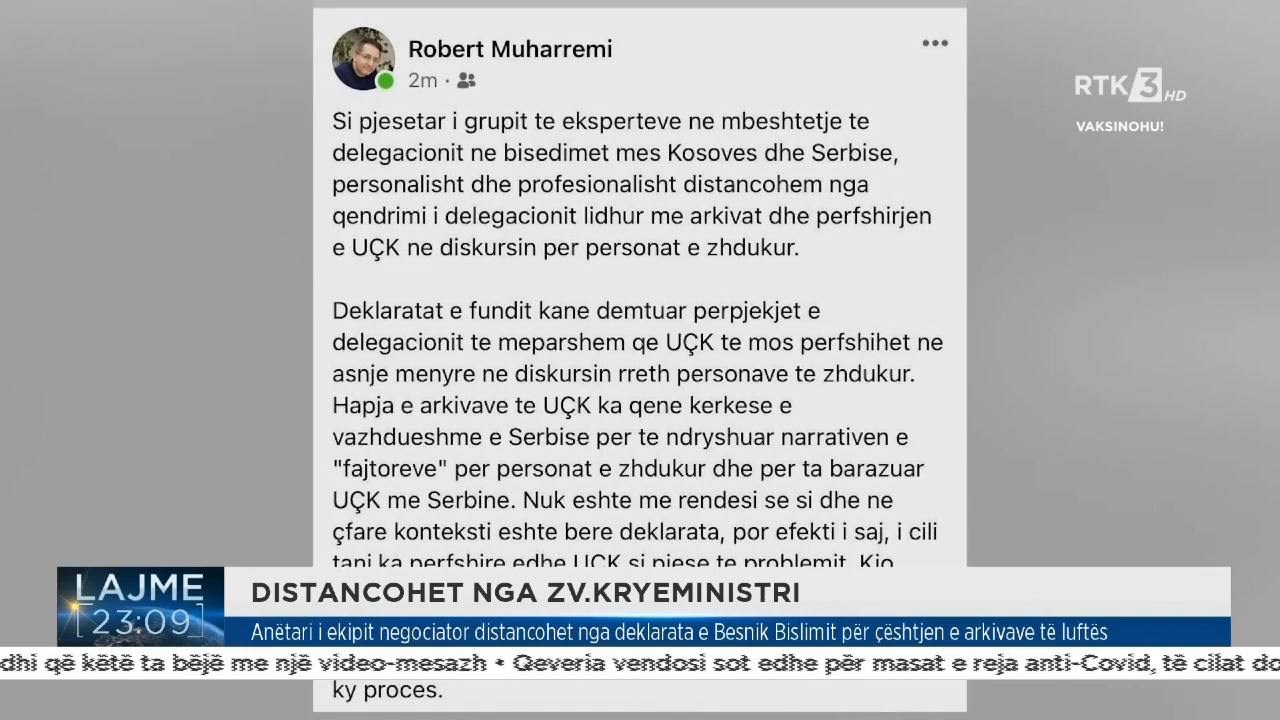 Robert Muharremi
2m ·
RTK 3 HD
VAKSINOHU!
Si pjesetar i grupit te eksperteve ne mbeshtetje te
delegacionit ne bisedimet mes Kosoves dhe Serbise,
personalisht dhe profesionalisht distancohem nga
qendrimi i delegacionit lidhur me arkivat dhe perfshirjen
e UÇK ne diskursin per personat e zhdukur.
Deklaratat e fundit kane demtuar perpjekjet e
delegacionit te meparshem qe UÇK te mos perfshihet ne
asnje menyre ne diskursin rreth personave te zhdukur.
Hapja e arkivave te UÇK ka qene kerkese e
vazhdueshme e Serbise per te ndryshuar narrativen e
"fajtoreve" per personat e zhdukur dhe per ta barazuar
UÇK me Serbine. Nuk eshte me rendesi se si dhe ne
çfare konteksti eshte bere deklarata, por efekti i saj, i cili
tani ka perfshire edhe UÇK si pjese te problemit. Kjo
LAJME
23:09
DISTANCOHET NGA ZV.KRYEMINISTRI
Anëtari i ekipit negociator distancohet nga deklarata e Besnik Bislimit për çështjen e arkivave të luftës
dhi që këtë ta bëjë me një video-mesazh • Qeveria vendosi sot edhe për masat e reja anti-Covid, të cilat do
ky proces.